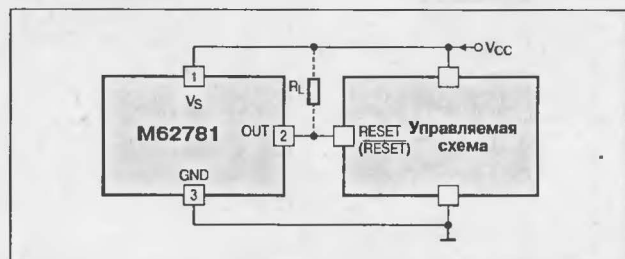 VCC
1
VS
RL
M62781
OUT 2
RESET
(RESET)
Управляемая
схема
GND
3